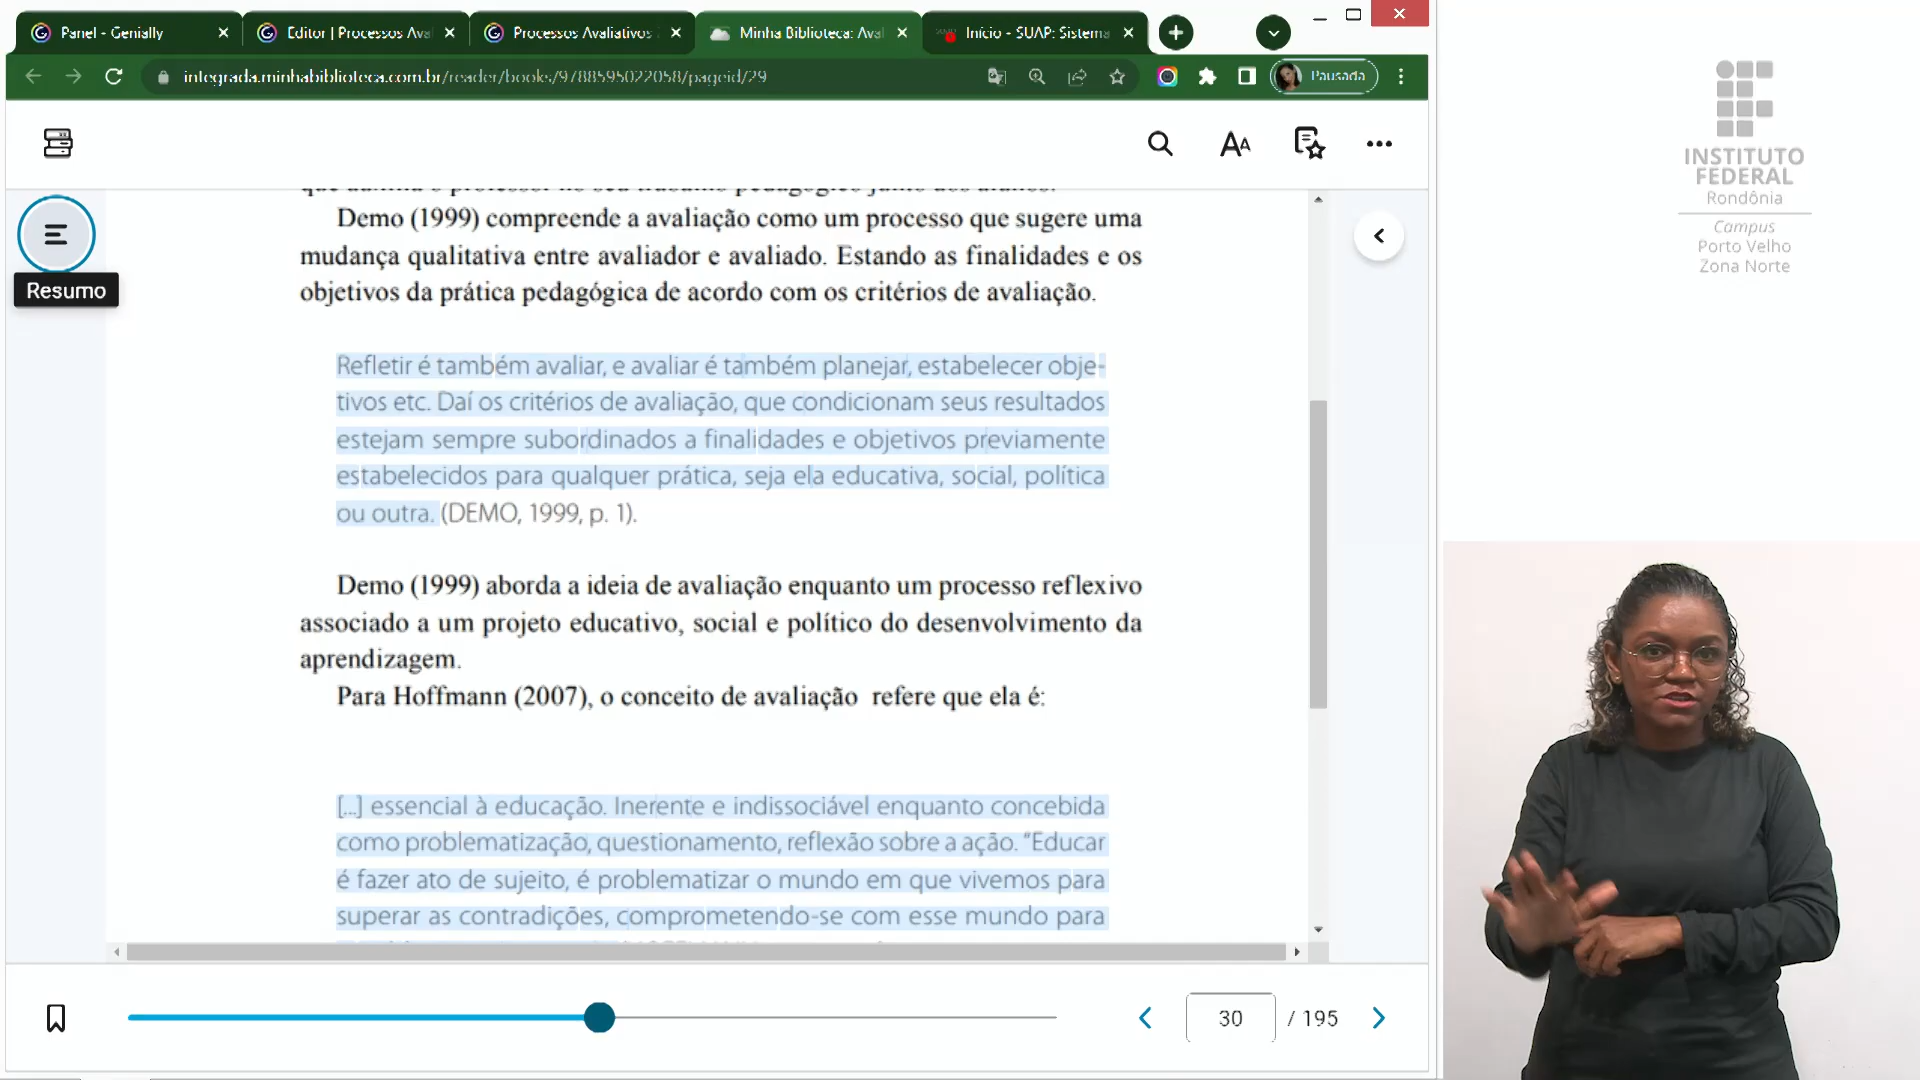 Panel - Genially
Editor | Processos Ava
Processos Avaliativos
Minha Biblioteca: Aval
Início - SUAP: Sistema
integrada.minhabiblioteca.com.br/reader/books/9788595022058/pageid/29
Pausada
Resumo
Demo (1999) compreende a avaliação como um processo que sugere uma
mudança qualitativa entre avaliador e avaliado. Estando as finalidades e os
objetivos da prática pedagógica de acordo com os critérios de avaliação.
Refletir é também avaliar, e avaliar é também planejar, estabelecer obje-
tivos etc. Daí os critérios de avaliação, que condicionam seus resultados
estejam sempre subordinados a finalidades e objetivos previamente
estabelecidos para qualquer prática, seja ela educativa, social, política
ou outra. (DEMO, 1999, p. 1).
Demo (1999) aborda a ideia de avaliação enquanto um processo reflexivo
associado a um projeto educativo, social e político do desenvolvimento da
aprendizagem.
Para Hoffmann (2007), o conceito de avaliação refere que ela é:
[...] essencial à educação. Inerente e indissociável enquanto concebida
como problematização, questionamento, reflexão sobre a ação. “Educar
é fazer ato de sujeito, é problematizar o mundo em que vivemos para
superar as contradições, comprometendo-se com esse mundo para
30 / 195
INSTITUTO
FEDERAL
Rondônia
Campus
Porto Velho
Zona Norte